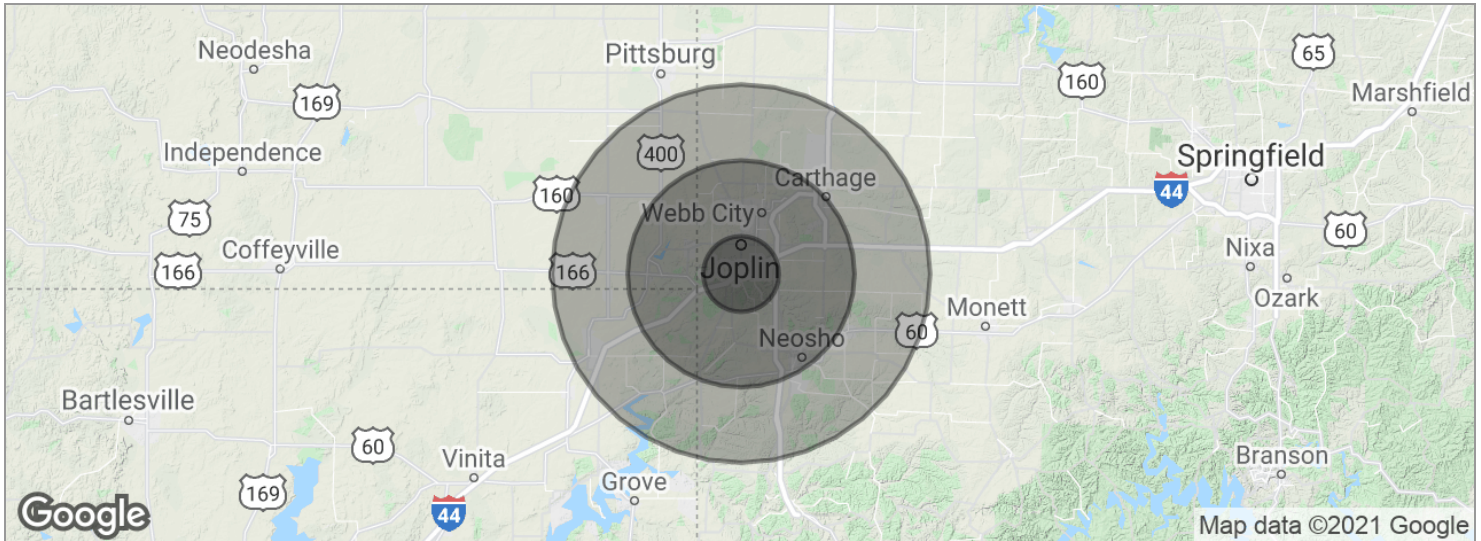 Neodesha
Pittsburg
65
169
160
Marshfield
Independence
400
Springfield
160
Carthage
44
75
Webb City
60
Coffeyville
Nixa
166
166
Joplin
Ozark
Monett
60
Neosho
Bartlesville
60
Vinita
Branson
169
Grove
44
Google
Map data ©2021 Google